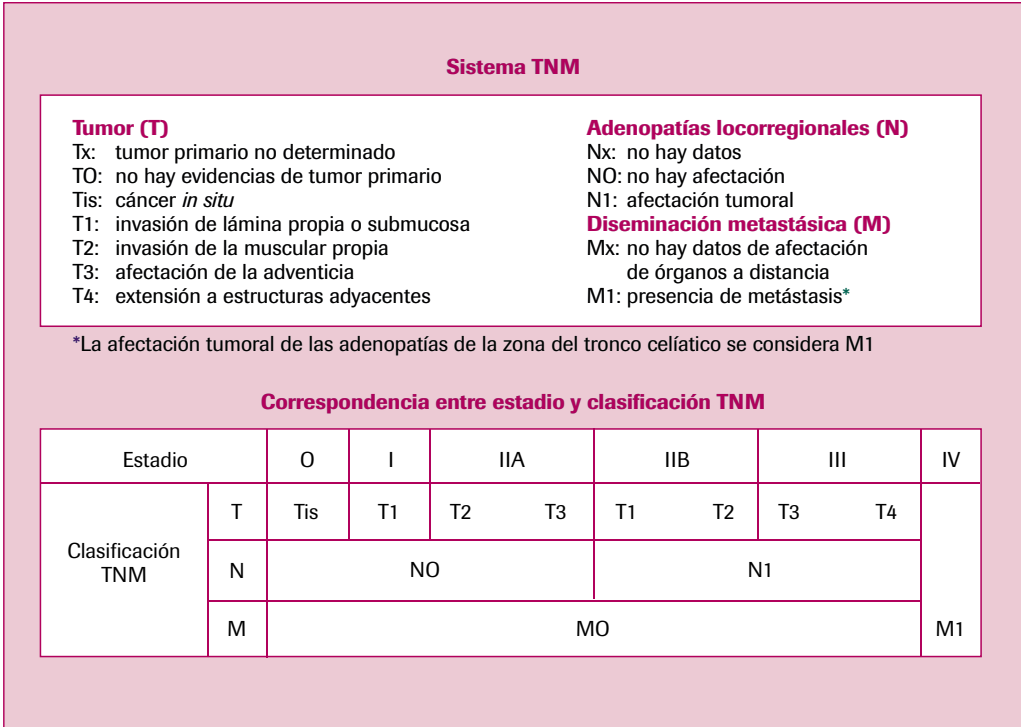 Sistema TNM
Tumor (T)
Tx: tumor primario no determinado
TO: no hay evidencias de tumor primario
Tis: cáncer in situ
T1: invasión de lámina propia o submucosa
T2: invasión de la muscular propia
T3: afectación de la adventicia
T4: extensión a estructuras adyacentes
Adenopatías locorregionales (N)
Nx: no hay datos
NO: no hay afectación
N1: afectación tumoral
Diseminación metastásica (M)
Mx: no hay datos de afectación
de órganos a distancia
M1: presencia de metástasis*
*La afectación tumoral de las adenopatías de la zona del tronco celíatico se considera M1
Correspondencia entre estadio y clasificación TNM
Estadio O I IIA IIB III IV
Clasificación TNM
T Tis T1 T2 T3 T1 T2 T3 T4
N NO N1
M MO M1